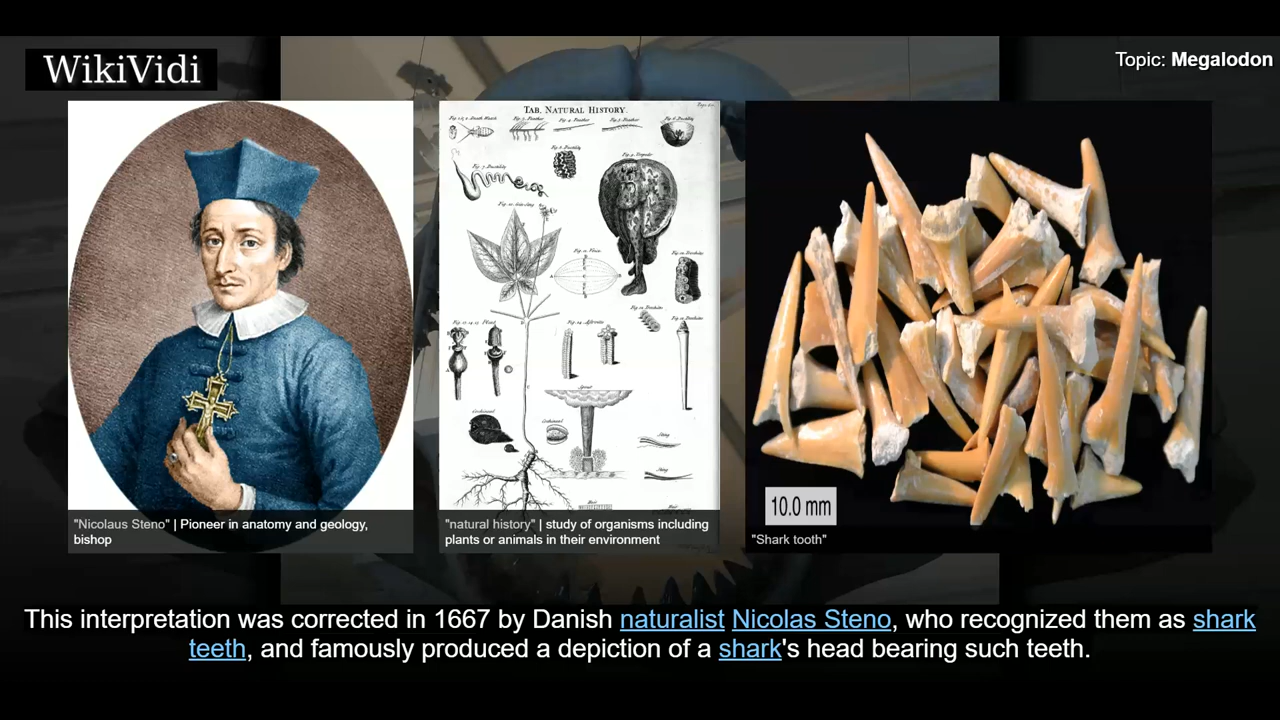 WikiVidi
Topic: Megalodon
TAB. NATURAL HISTORY.
10.0 mm
"Nicolaus Steno" | Pioneer in anatomy and geology,
bishop
"natural history" | study of organisms including
plants or animals in their environment
"Shark tooth"
This interpretation was corrected in 1667 by Danish naturalist Nicolas Steno, who recognized them as shark
teeth, and famously produced a depiction of a shark's head bearing such teeth.